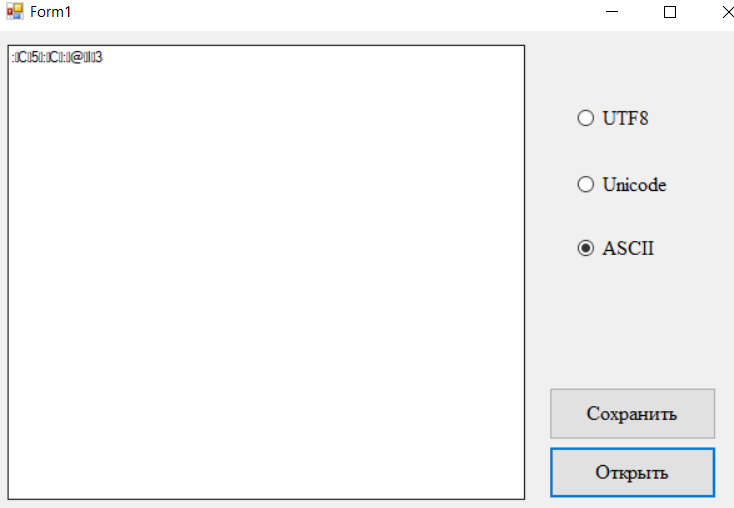 Form1
UTF8
Unicode
ASCII
Сохранить
Открыть